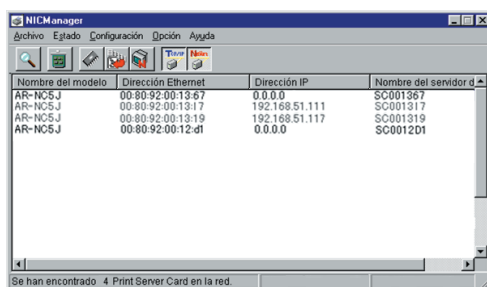 NICManager
Archivo Estado Configuración Opción Ayuda
Nombre del modelo Dirección Ethernet Dirección IP Nombre del servidor d
AR-NC5J 00:80:92:00:13:67 0.0.0.0 SC001367
AR-NC5J 00:80:92:00:13:17 192.168.51.111 SC001317
AR-NC5J 00:80:92:00:13:19 192.168.51.117 SC001319
AR-NC5J 00:80:92:00:12:d1 0.0.0.0 SC0012D1
Se han encontrado 4 Print Server Card en la red.